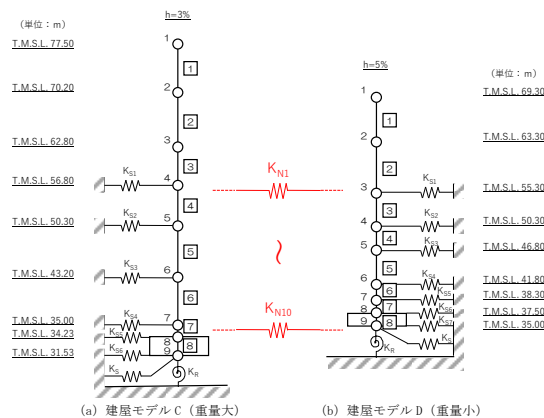 h=3%
（単位：m）
T.M.S.L. 77.50
T.M.S.L. 70.20
T.M.S.L. 62.80
T.M.S.L. 56.80
T.M.S.L. 50.30
T.M.S.L. 43.20
T.M.S.L. 35.00
T.M.S.L. 34.23
T.M.S.L. 31.53
1
2
3
4
5
6
7
8
9
1
2
3
4
5
6
7
8
KS1
KS2
KS3
KS4
KS5
KS6
KS
KR
KN1
～
KN10
h=5%
（単位：m）
1
2
3
4
5
6
7
8
9
1
2
3
4
5
6
7
8
KS1
KS2
KS3
KS4
KS5
KS6
KS7
KS
KR
T.M.S.L. 69.30
T.M.S.L. 63.30
T.M.S.L. 55.30
T.M.S.L. 50.30
T.M.S.L. 46.80
T.M.S.L. 41.80
T.M.S.L. 38.30
T.M.S.L. 37.50
T.M.S.L. 35.00
(a) 建屋モデルC（重量大）
(b) 建屋モデルD（重量小）